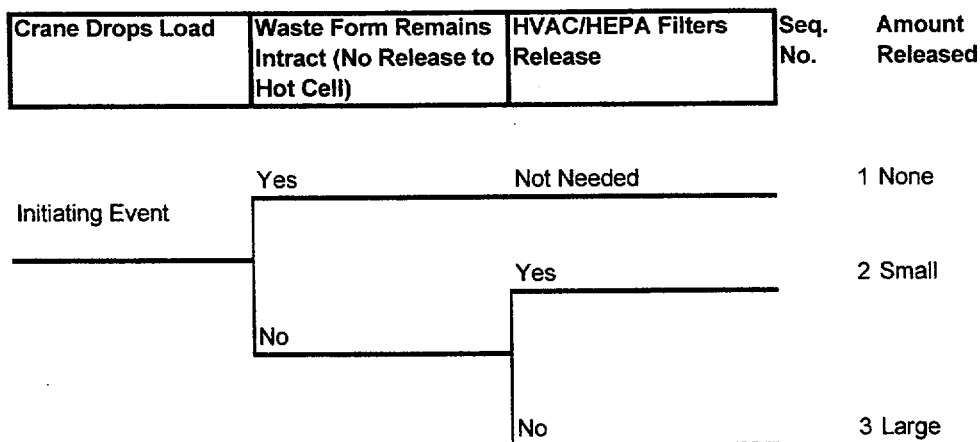 Crane Drops Load
Waste Form Remains
Intract (No Release to
Hot Cell)
HVAC/HEPA Filters
Release
Seq.
No.
Amount
Released
Yes
Not Needed
1 None
Initiating Event
Yes
2 Small
No
No
3 Large